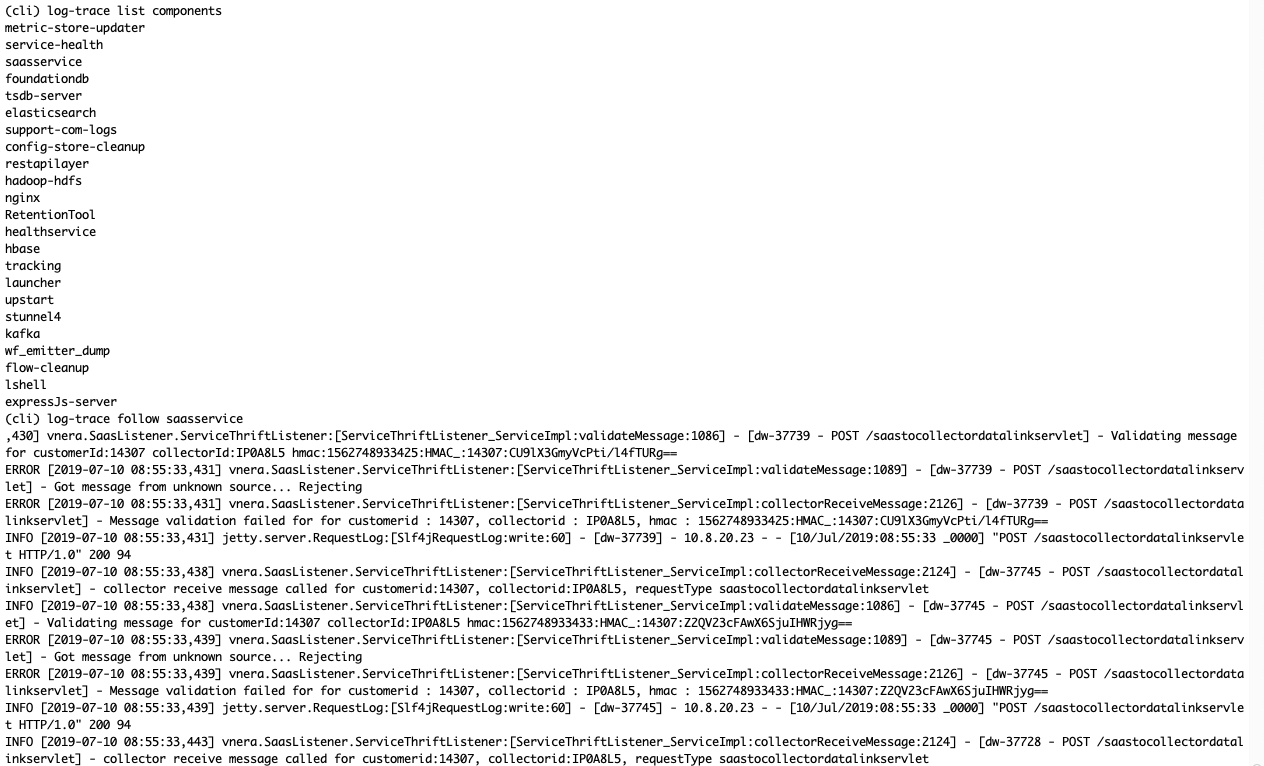 (cli) log-trace list components
metric-store-updater
service-health
saasservice
foundationdb
tsdb-server
elasticsearch
support-com-logs
config-store-cleanup
restapilayer
hadoop-hdfs
nginx
RetentionTool
healthservice
hbase
tracking
launcher
upstart
stunnel4
kafka
wf_emitter_dump
flow-cleanup
lshell
expressJs-server
(cli) log-trace follow saasservice
,430] vnera.SaasListener.ServiceThriftListener:[ServiceThriftListener_ServiceImpl:validateMessage:1086] - [dw-37739 - POST /saastocollectordatalinkservlet] - Validating message
for customerId:14307 collectorId:IP0A8L5 hmac:1562748933425:HMAC_:14307:CU9lX3GmyVcPti/l4fTURg==
ERROR [2019-07-10 08:55:33,431] vnera.SaasListener.ServiceThriftListener:[ServiceThriftListener_ServiceImpl:validateMessage:1089] - [dw-37739 - POST /saastocollectordatalinkserv
let] - Got message from unknown source... Rejecting
ERROR [2019-07-10 08:55:33,431] vnera.SaasListener.ServiceThriftListener:[ServiceThriftListener_ServiceImpl:collectorReceiveMessage:2126] - [dw-37739 - POST /saastocollectordata
linkservlet] - Message validation failed for for customerid : 14307, collectorid : IP0A8L5, hmac : 1562748933425:HMAC_:14307:CU9lX3GmyVcPti/l4fTURg==
INFO [2019-07-10 08:55:33,431] jetty.server.RequestLog:[Slf4jRequestLog:write:60] - [dw-37739] - 10.8.20.23 - - [10/Jul/2019:08:55:33 _0000] "POST /saastocollectordatalinkservle
t HTTP/1.0" 200 94
INFO [2019-07-10 08:55:33,438] vnera.SaasListener.ServiceThriftListener:[ServiceThriftListener_ServiceImpl:collectorReceiveMessage:2124] - [dw-37745 - POST /saastocollectordatal
inkservlet] - collector receive message called for customerid:14307, collectorid:IP0A8L5, requestType saastocollectordatalinkservlet
INFO [2019-07-10 08:55:33,438] vnera.SaasListener.ServiceThriftListener:[ServiceThriftListener_ServiceImpl:validateMessage:1086] - [dw-37745 - POST /saastocollectordatalinkservl
et] - Validating message for customerId:14307 collectorId:IP0A8L5 hmac:1562748933433:HMAC_:14307:Z2QV23cFAwX6SjuIHWRjyg==
ERROR [2019-07-10 08:55:33,439] vnera.SaasListener.ServiceThriftListener:[ServiceThriftListener_ServiceImpl:validateMessage:1089] - [dw-37745 - POST /saastocollectordatalinkserv
let] - Got message from unknown source... Rejecting
ERROR [2019-07-10 08:55:33,439] vnera.SaasListener.ServiceThriftListener:[ServiceThriftListener_ServiceImpl:collectorReceiveMessage:2126] - [dw-37745 - POST /saastocollectordata
linkservlet] - Message validation failed for for customerid : 14307, collectorid : IP0A8L5, hmac : 1562748933433:HMAC_:14307:Z2QV23cFAwX6SjuIHWRjyg==
INFO [2019-07-10 08:55:33,439] jetty.server.RequestLog:[Slf4jRequestLog:write:60] - [dw-37745] - 10.8.20.23 - - [10/Jul/2019:08:55:33 _0000] "POST /saastocollectordatalinkservle
t HTTP/1.0" 200 94
INFO [2019-07-10 08:55:33,443] vnera.SaasListener.ServiceThriftListener:[ServiceThriftListener_ServiceImpl:collectorReceiveMessage:2124] - [dw-37728 - POST /saastocollectordatal
inkservlet] - collector receive message called for customerid:14307, collectorid:IP0A8L5, requestType saastocollectordatalinkservlet